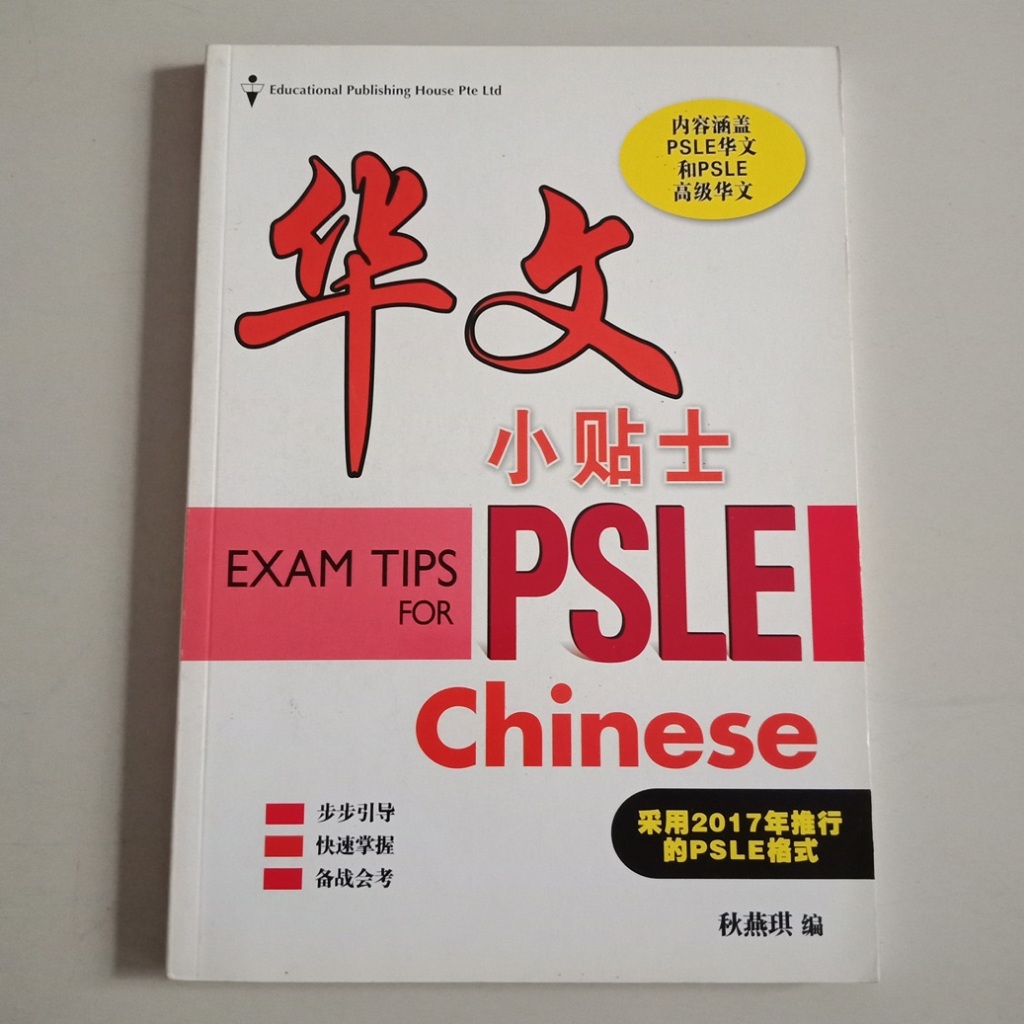 Educational Publishing House Pte Ltd
内容涵盖
PSLE华文
和PSLE
高级华文
华文
小贴士
EXAM TIPS
FOR
PSLE
Chinese
步步引导
快速掌握
备战会考
采用2017年推行
的PSLE格式
秋燕琪 编